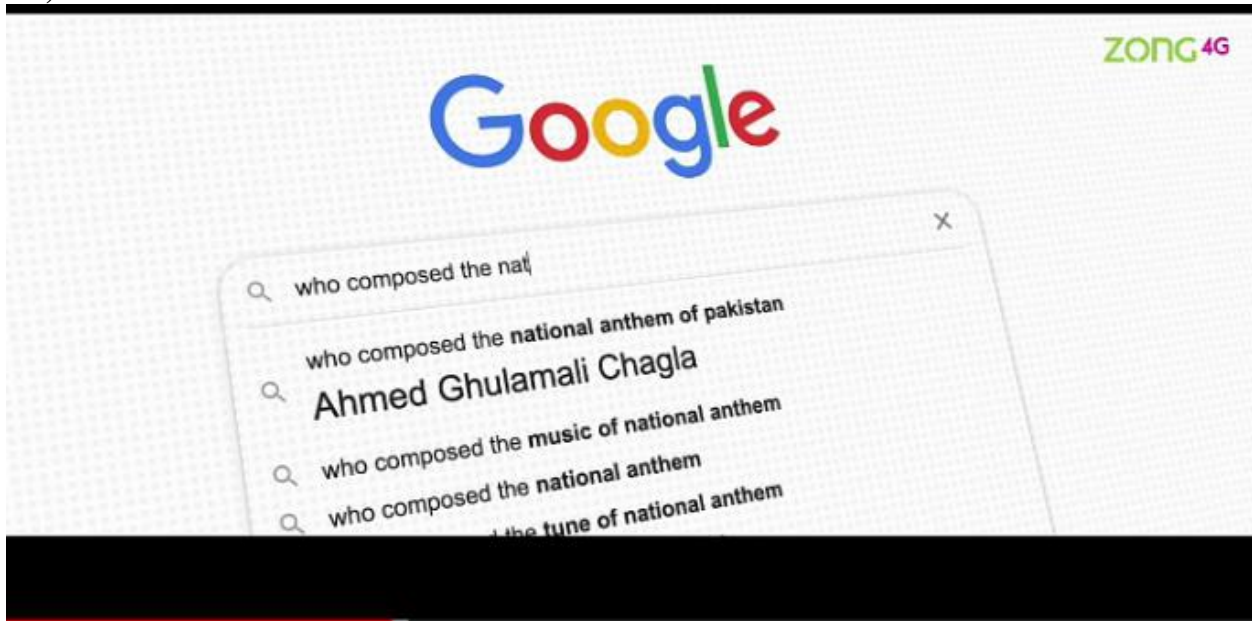 zong 4G
Google
who composed the nat
who composed the national anthem of pakistan
Ahmed Ghulamali Chagla
who composed the music of national anthem
who composed the national anthem
the tune of national anthem